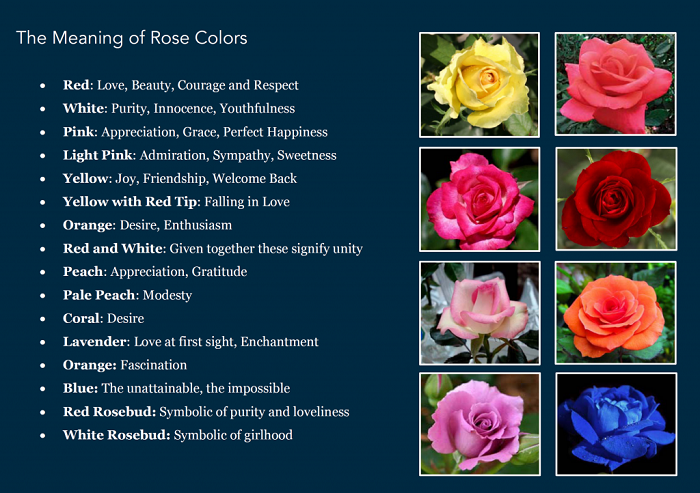 The Meaning of Rose Colors
• Red: Love, Beauty, Courage and Respect
• White: Purity, Innocence, Youthfulness
• Pink: Appreciation, Grace, Perfect Happiness
• Light Pink: Admiration, Sympathy, Sweetness
• Yellow: Joy, Friendship, Welcome Back
• Yellow with Red Tip: Falling in Love
• Orange: Desire, Enthusiasm
• Red and White: Given together these signify unity
• Peach: Appreciation, Gratitude
• Pale Peach: Modesty
• Coral: Desire
• Lavender: Love at first sight, Enchantment
• Orange: Fascination
• Blue: The unattainable, the impossible
• Red Rosebud: Symbolic of purity and loveliness
• White Rosebud: Symbolic of girlhood